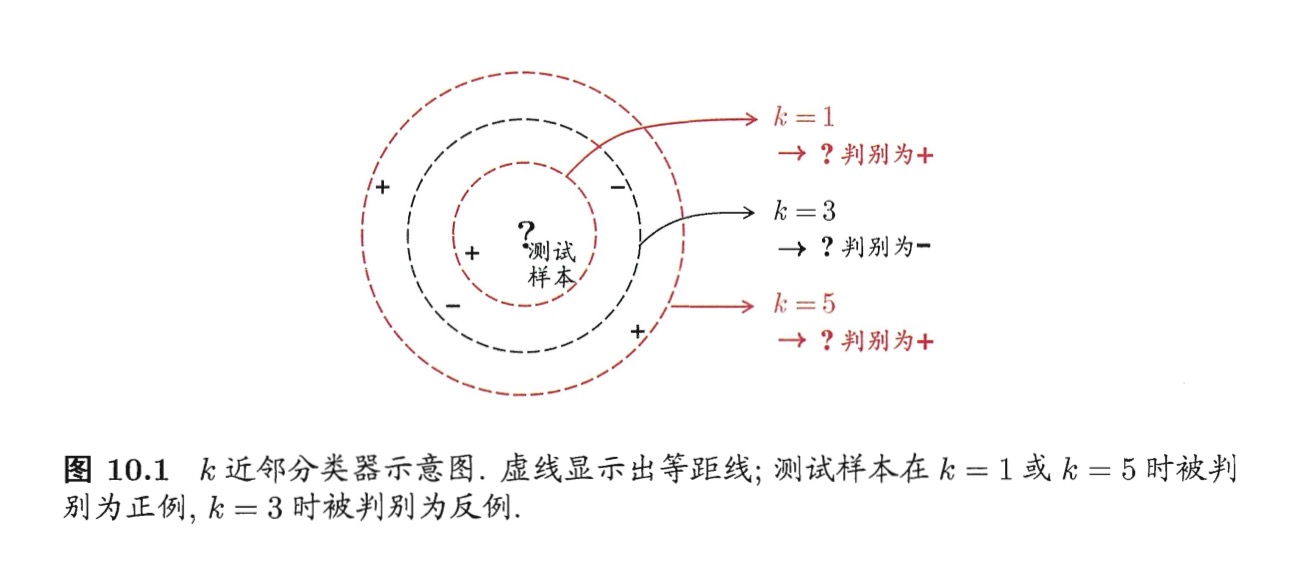 k = 1
→ ? 判别为+
+
−
k = 3
?
测试
+
→ ? 判别为−
样本
−
k = 5
+
→ ? 判别为+
图 10.1 k 近邻分类器示意图. 虚线显示出等距线; 测试样本在 k = 1 或 k = 5 时被判
别为正例, k = 3 时被判别为反例.